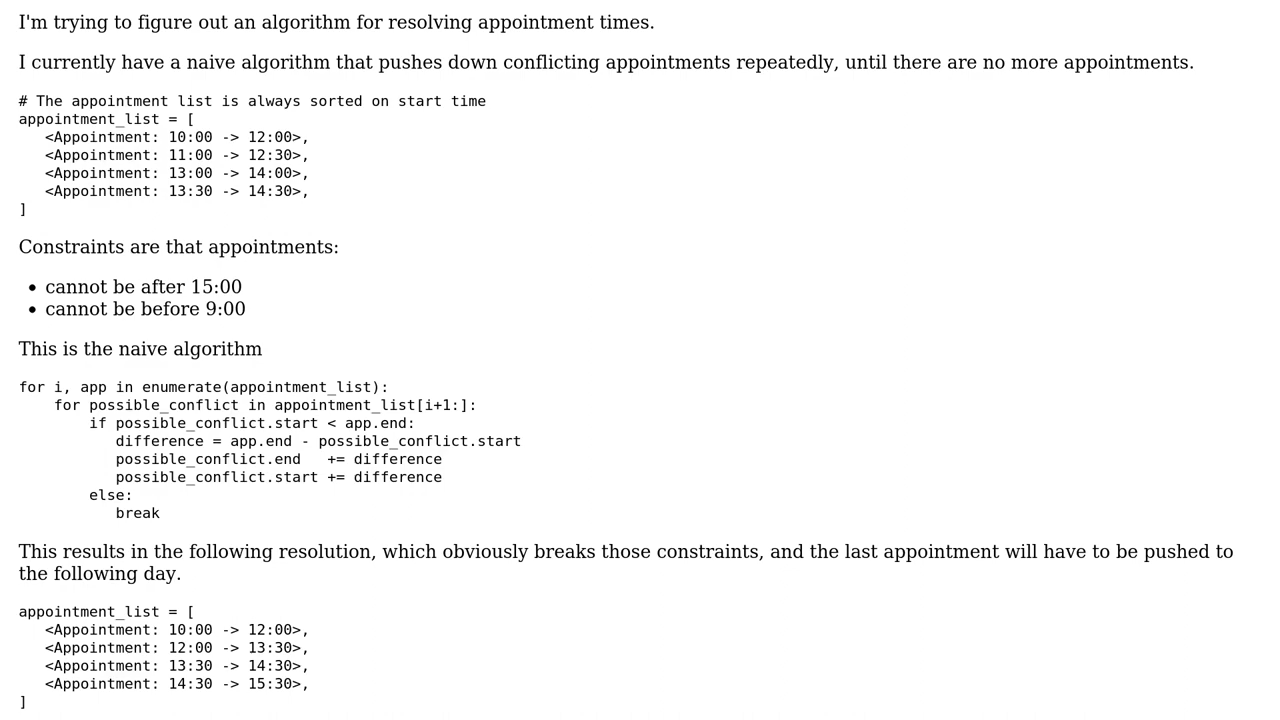 I'm trying to figure out an algorithm for resolving appointment times.
I currently have a naive algorithm that pushes down conflicting appointments repeatedly, until there are no more appointments.
# The appointment list is always sorted on start time
appointment_list = [
   <Appointment: 10:00 -> 12:00>,
   <Appointment: 11:00 -> 12:30>,
   <Appointment: 13:00 -> 14:00>,
   <Appointment: 13:30 -> 14:30>,
]
Constraints are that appointments:
• cannot be after 15:00
• cannot be before 9:00
This is the naive algorithm
for i, app in enumerate(appointment_list):
    for possible_conflict in appointment_list[i+1:]:
        if possible_conflict.start < app.end:
           difference = app.end - possible_conflict.start
           possible_conflict.end   += difference
           possible_conflict.start += difference
        else:
           break
This results in the following resolution, which obviously breaks those constraints, and the last appointment will have to be pushed to
the following day.
appointment_list = [
   <Appointment: 10:00 -> 12:00>,
   <Appointment: 12:00 -> 13:30>,
   <Appointment: 13:30 -> 14:30>,
   <Appointment: 14:30 -> 15:30>,
]